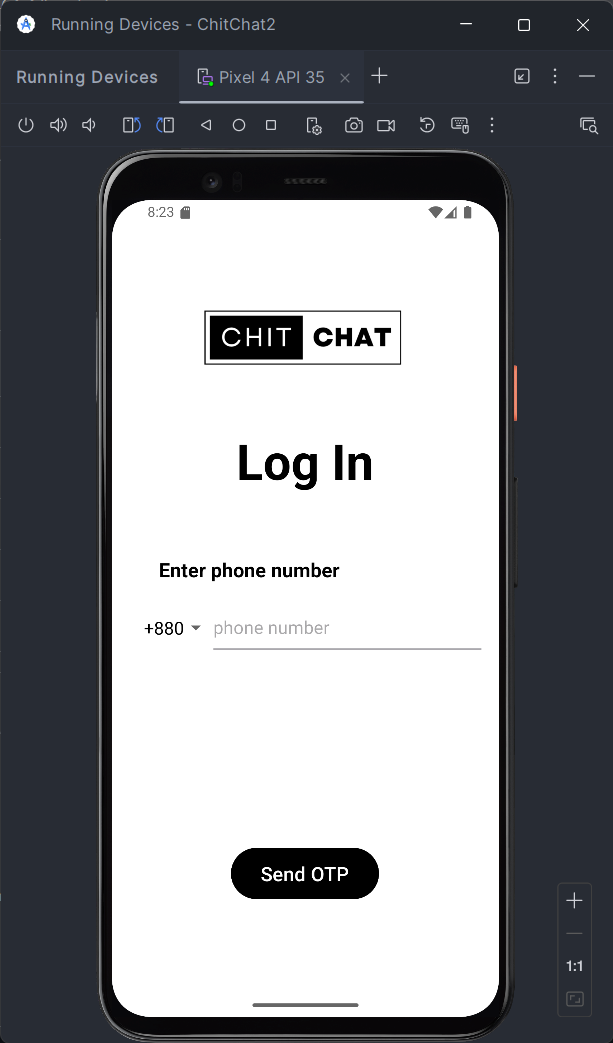 Running Devices - ChitChat2
Running Devices
Pixel 4 API 35
8:23
CHIT CHAT
Log In
Enter phone number
+880 phone number
Send OTP
1:1